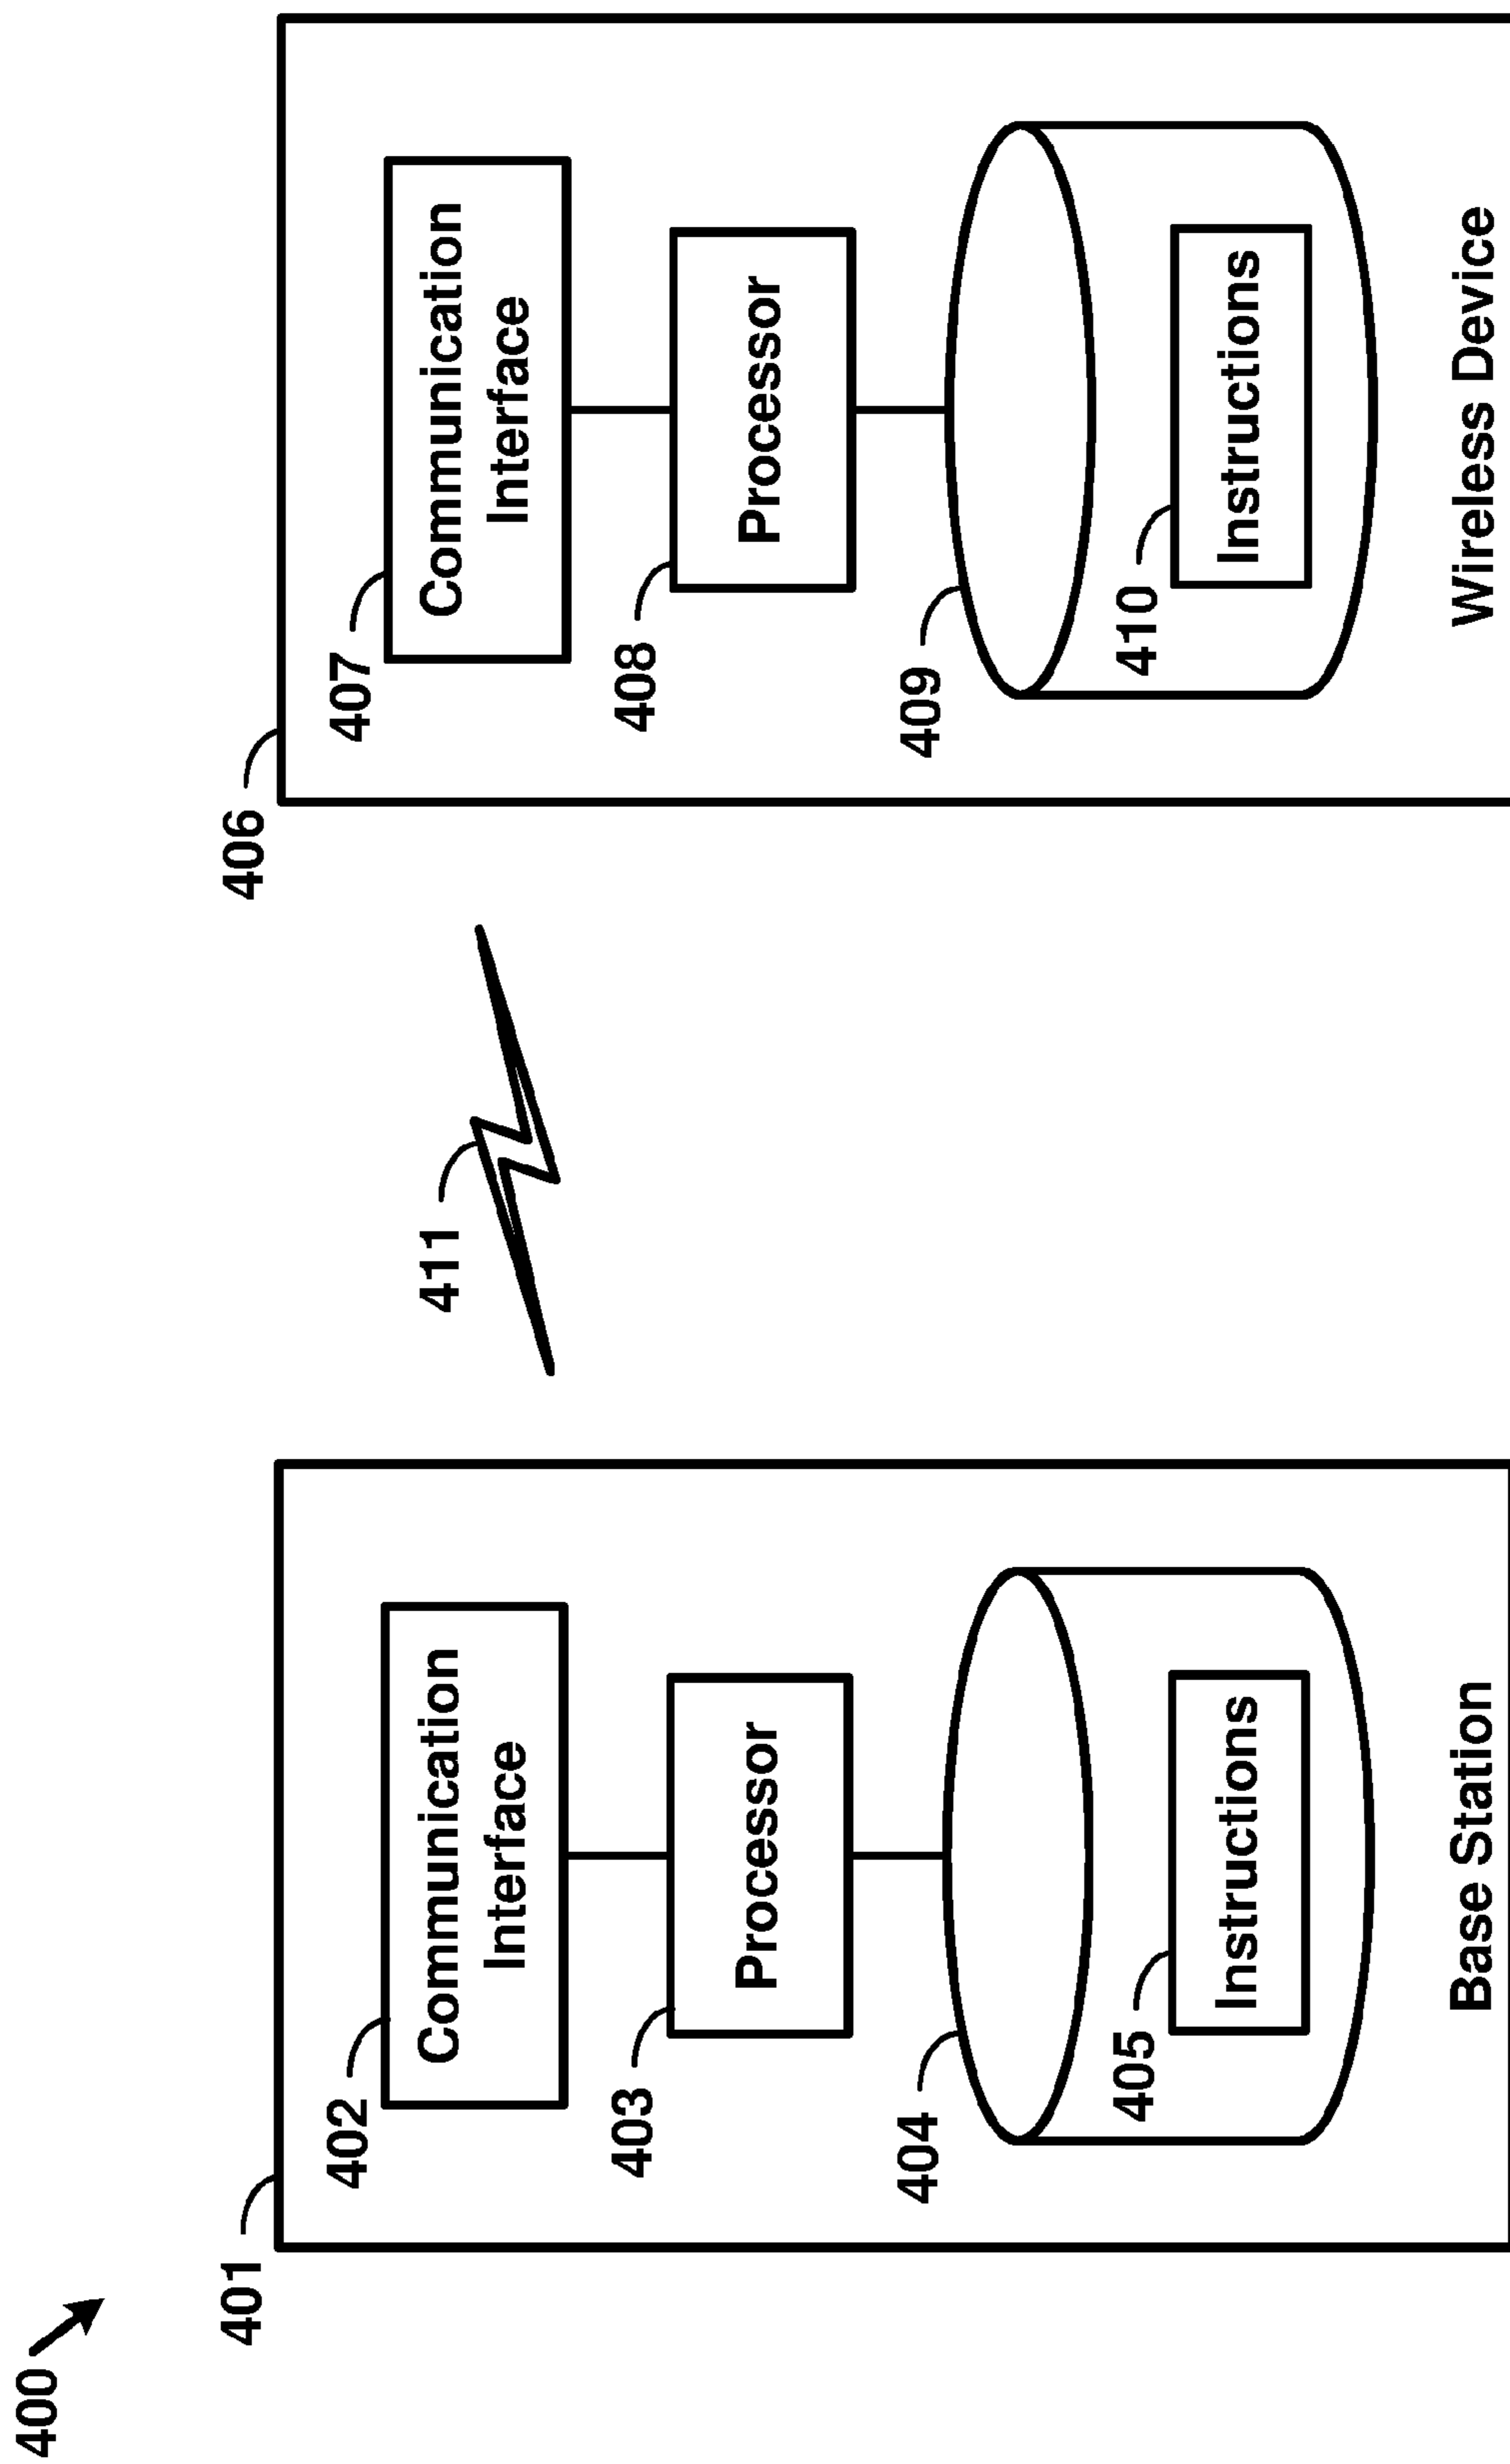 400
401
402
Communication
Interface
403
Processor
404
405
Instructions
Base Station
411
406
407
Communication
Interface
408
Processor
409
410
Instructions
Wireless Device